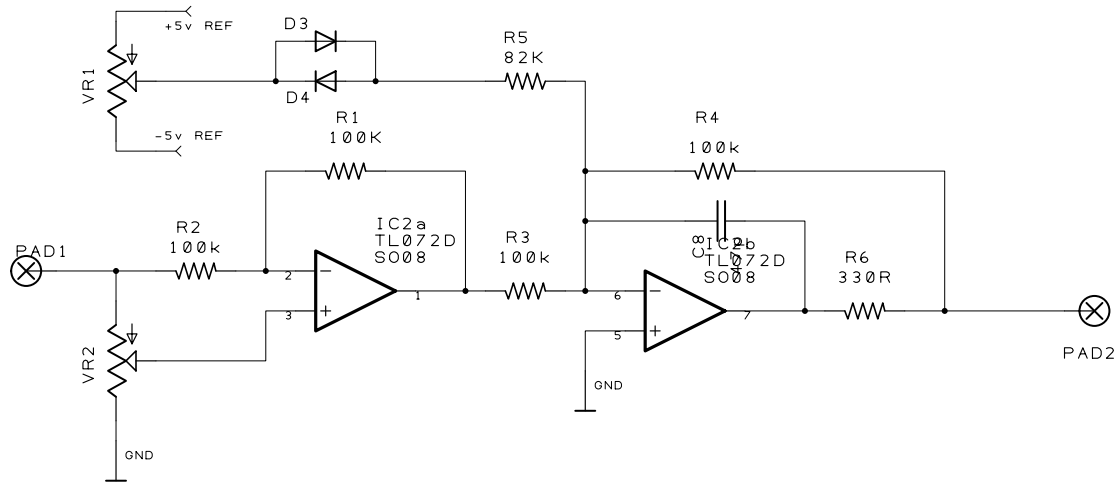 +5v REF
D3
R5
82K
VR1
D4
-5v REF
R1
100K
R4
100k
IC2a
TL072D
SO08
R2
100k
R3
100k
PAD1
2
1
3
C8
IC2b
TL072D
SO08
R6
330R
6
7
5
VR2
GND
PAD2
GND